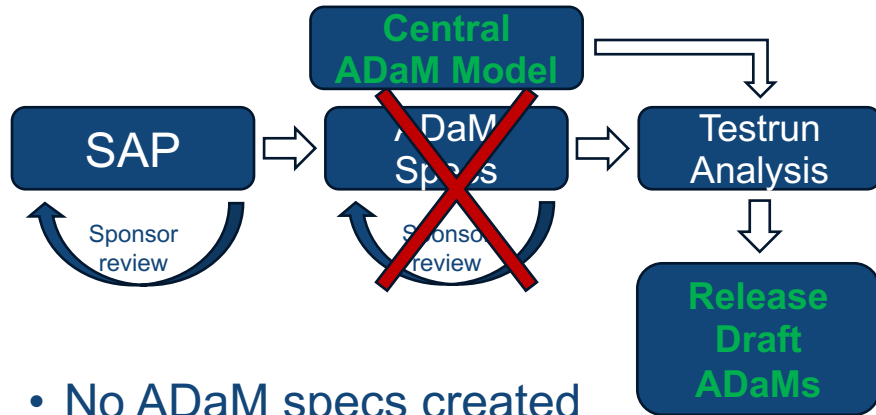 Central
ADaM Model
SAP
ADaM
Specs
Testrun
Analysis
Sponsor
review
Sponsor
review
Release
Draft
ADaMs
• No ADaM specs created